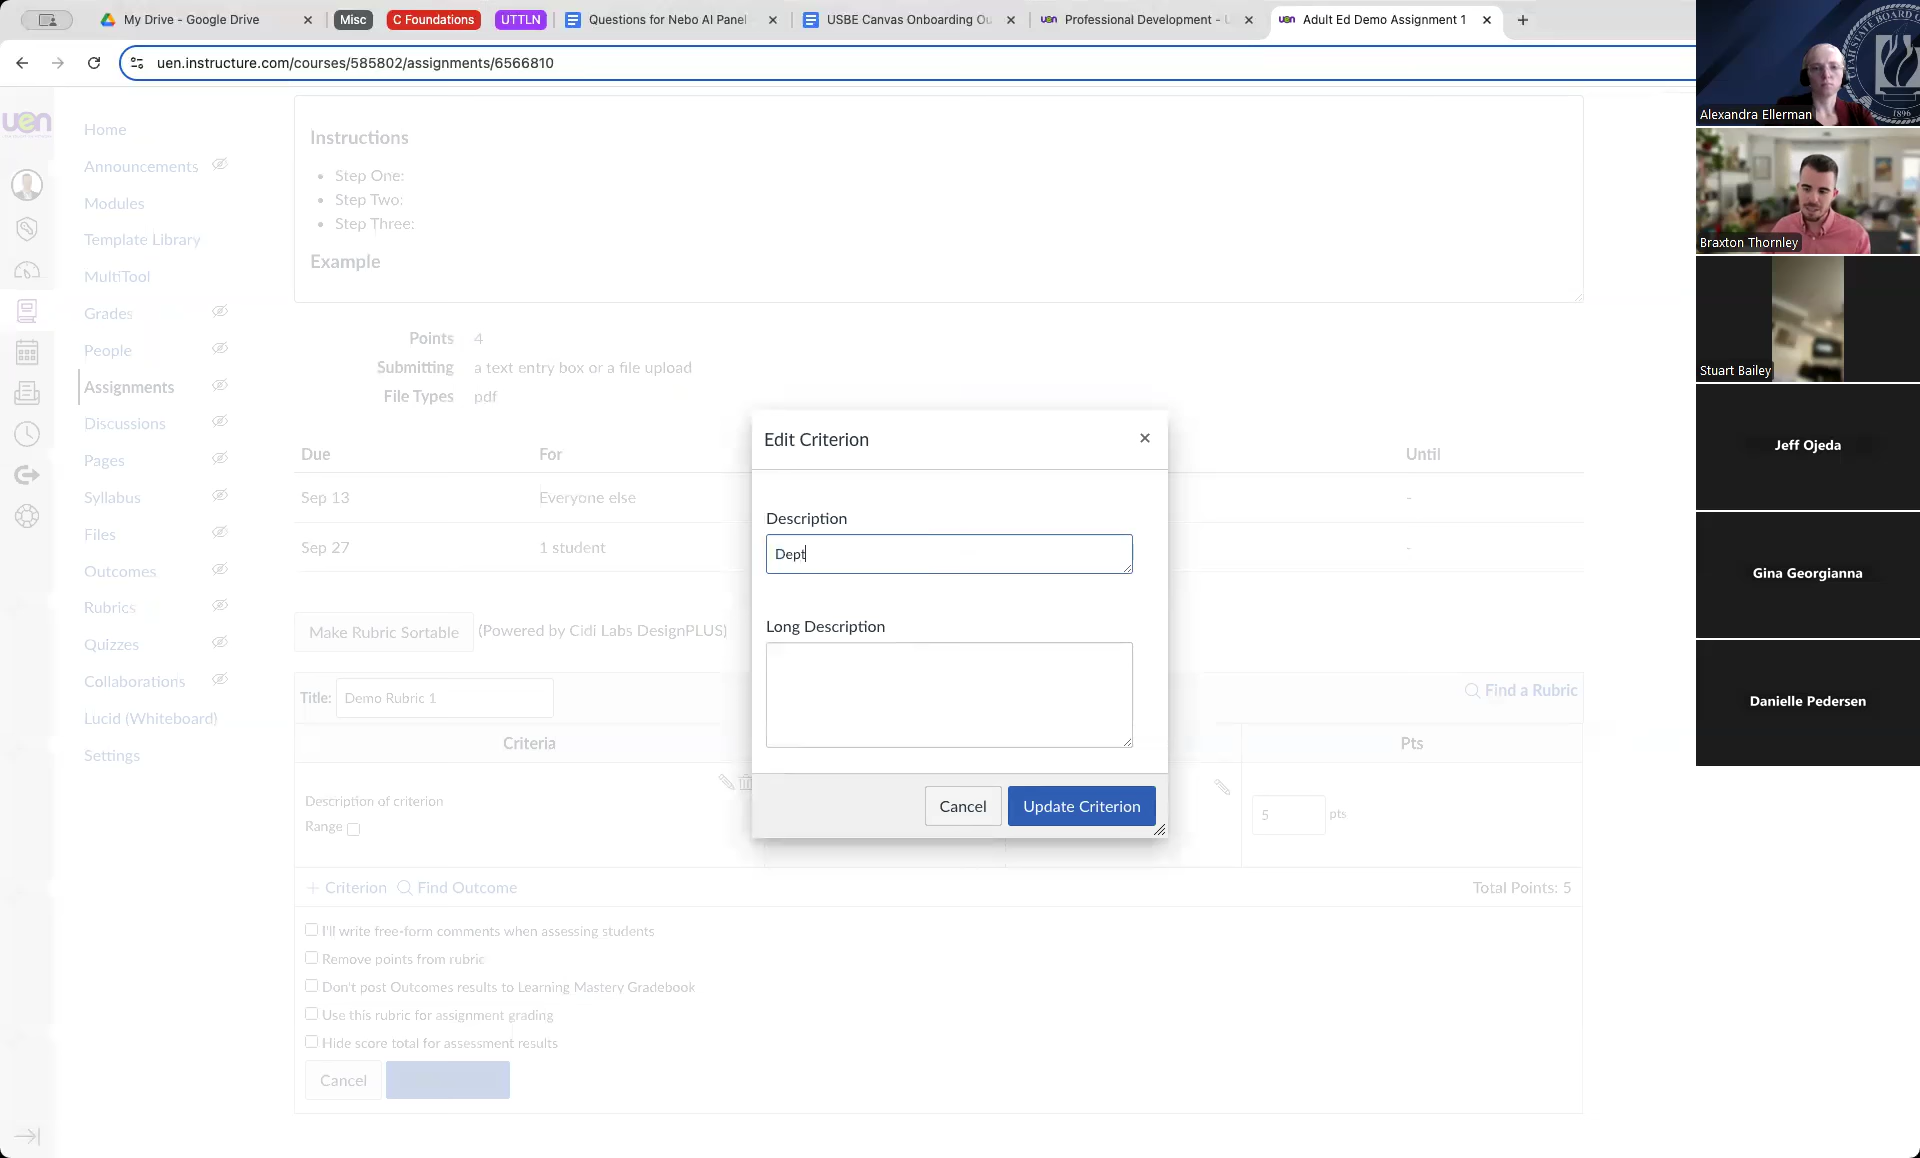 My Drive - Google Drive
Misc
C Foundations
UTTLN
Questions for Nebo AI Panel
USBE Canvas Onboarding Ou
uen Professional Development - U
uen Adult Ed Demo Assignment 1
uen.instructure.com/courses/585802/assignments/6566810
uen
Home
Announcements
Modules
Template Library
MultiTool
Grades
People
Assignments
Discussions
Pages
Syllabus
Files
Outcomes
Rubrics
Quizzes
Collaborations
Lucid (Whiteboard)
Settings
Instructions
• Step One:
• Step Two:
• Step Three:
Example
Points 4
Submitting a text entry box or a file upload
File Types pdf
Due For Until
Sep 13 Everyone else -
Sep 27 1 student -
Make Rubric Sortable (Powered by Cidi Labs DesignPLUS)
Title: Demo Rubric 1 Find a Rubric
Criteria Pts
Description of criterion
Range
5 pts
+ Criterion Find Outcome Total Points: 5
I'll write free-form comments when assessing students
Remove points from rubric
Don't post Outcomes results to Learning Mastery Gradebook
Use this rubric for assignment grading
Hide score total for assessment results
Cancel
Edit Criterion
Description
Dept
Long Description
Cancel Update Criterion
1896
Alexandra Ellerman
Braxton Thornley
Stuart Bailey
Jeff Ojeda
Gina Georgianna
Danielle Pedersen